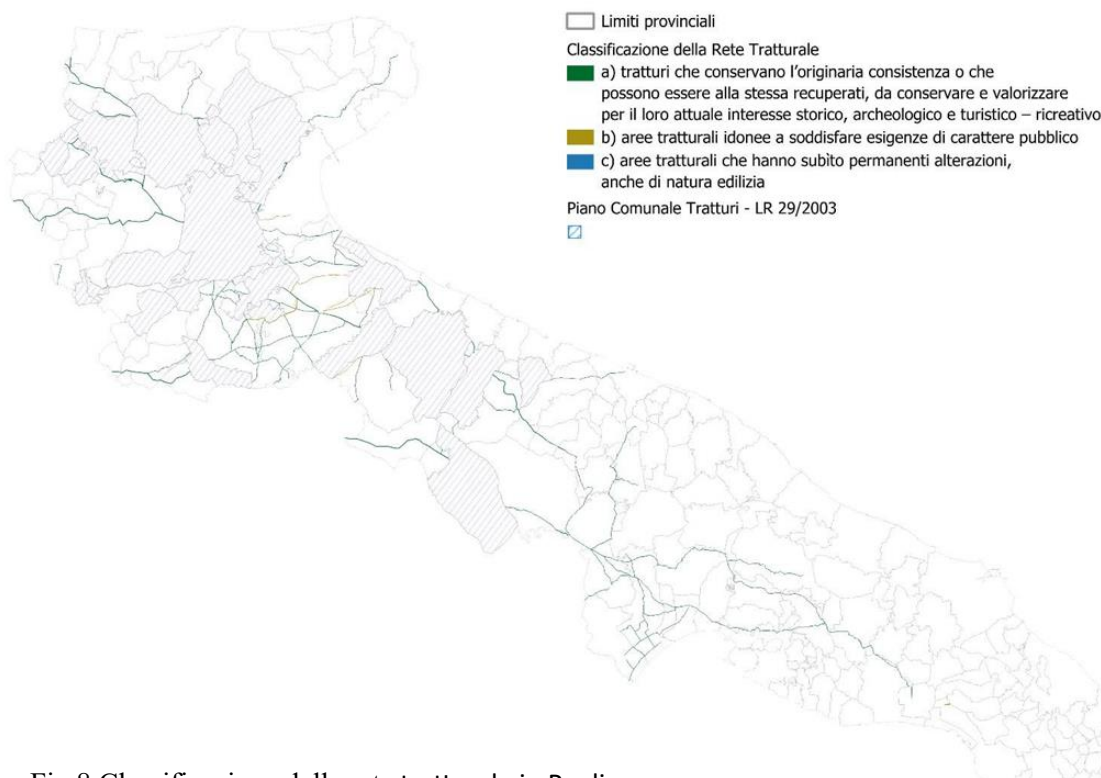 Limiti provinciali
Classificazione della Rete Tratturale
a) tratturi che conservano l'originaria consistenza o che
possono essere alla stessa recuperati, da conservare e valorizzare
per il loro attuale interesse storico, archeologico e turistico – ricreativo
b) aree tratturali idonee a soddisfare esigenze di carattere pubblico
c) aree tratturali che hanno subìto permanenti alterazioni,
anche di natura edilizia
Piano Comunale Tratturi - LR 29/2003